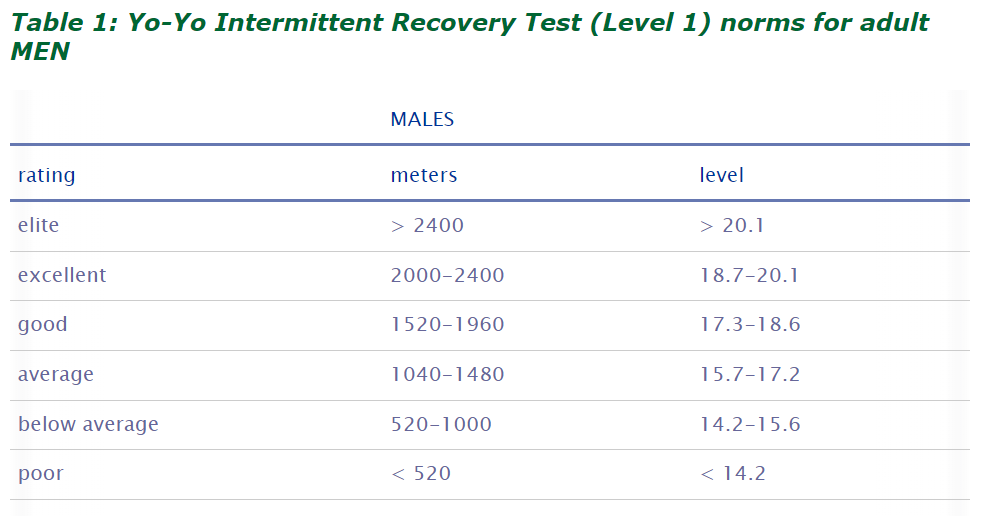 Table 1: Yo-Yo Intermittent Recovery Test (Level 1) norms for adult
MEN
MALES
rating meters level
elite > 2400 > 20.1
excellent 2000–2400 18.7–20.1
good 1520–1960 17.3–18.6
average 1040–1480 15.7–17.2
below average 520–1000 14.2–15.6
poor < 520 < 14.2